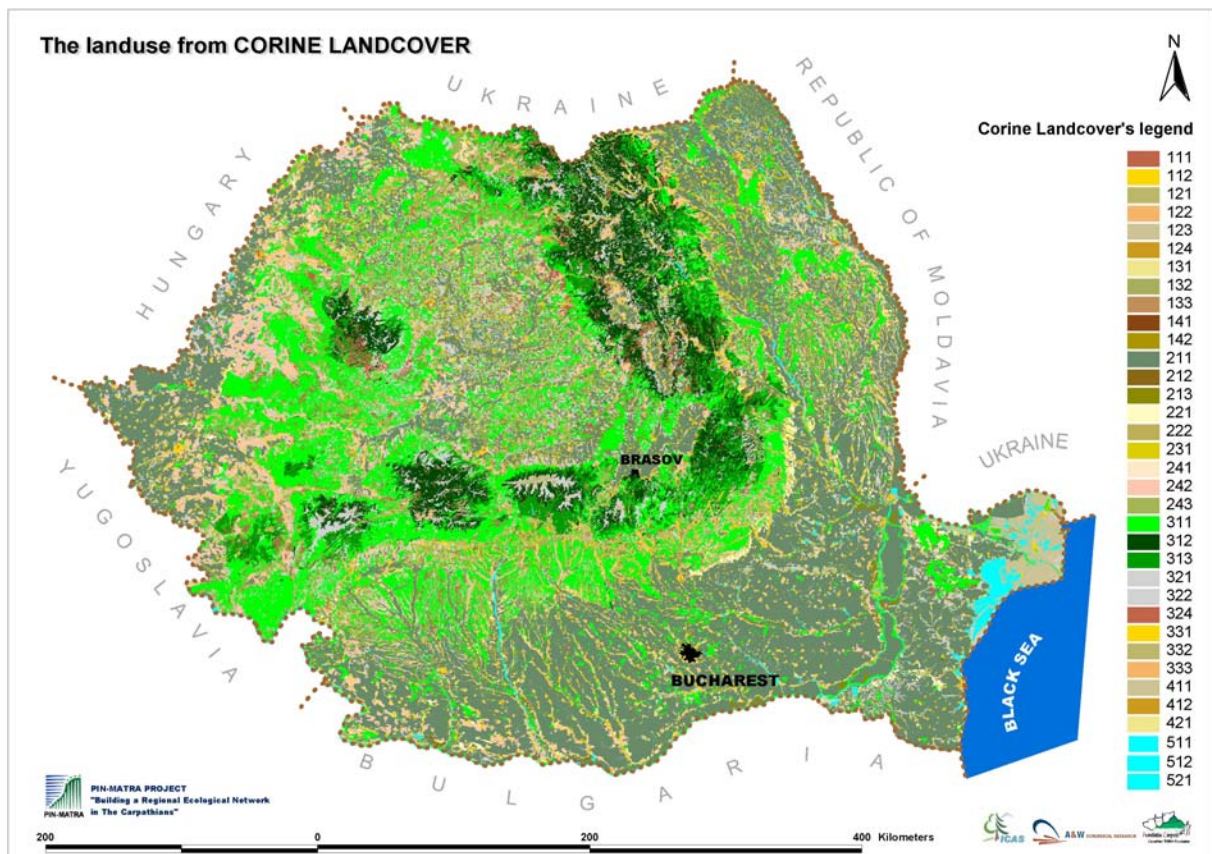 The landuse from CORINE LANDCOVER
N
UKRAINE
REPUBLIC OF MOLDAVIA
HUNGARY
Corine Landcover's legend
111
112
121
122
123
124
131
132
133
141
142
211
212
213
221
222
231
241
242
243
311
312
313
321
322
324
331
332
333
411
412
421
511
512
521
UKRAINE
BRASOV
YUGOSLAVIA
BUCHAREST
BLACK SEA
BULGARIA
PIN-MATRA
PIN-MATRA PROJECT
"Building a Regional Ecological Network
in The Carpathians"
200 0 200 400 Kilometers
ICAS
A&W